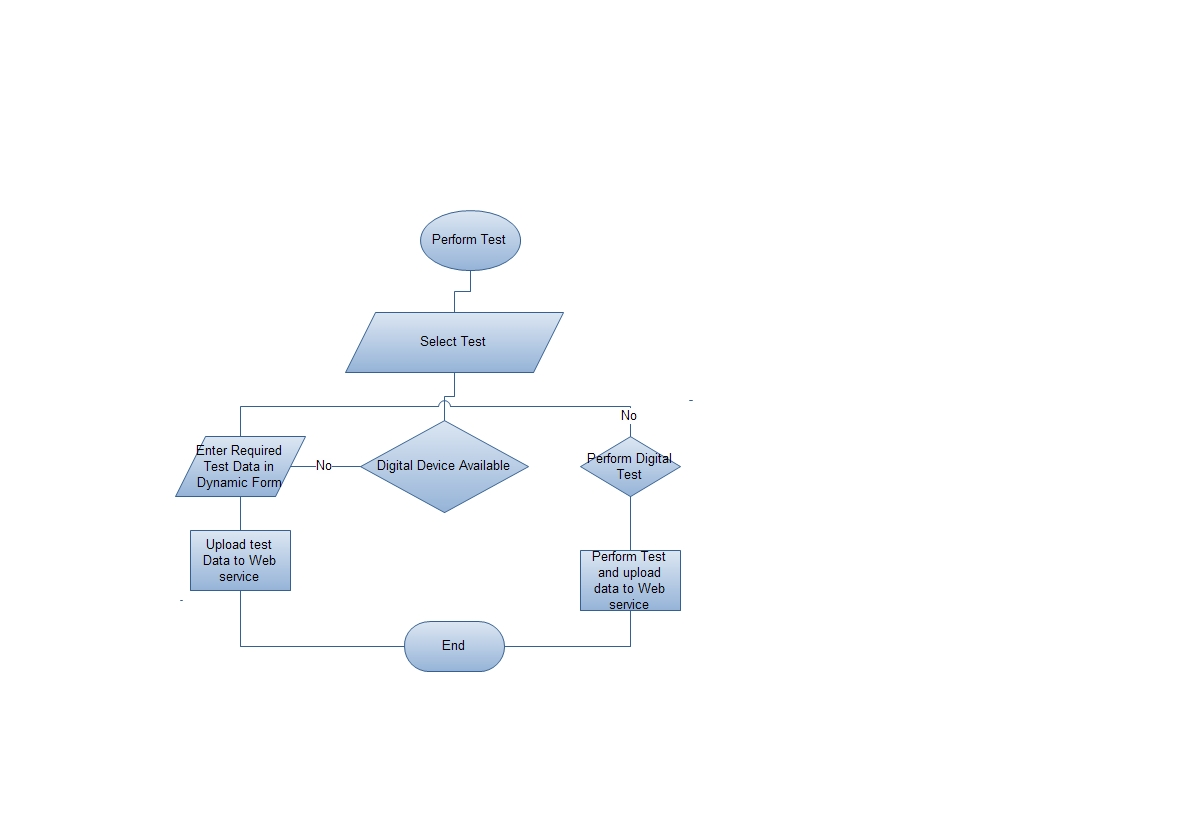 Perform Test
Select Test
No
Enter Required
Test Data in
Dynamic Form
No
Digital Device Available
Perform Digital
Test
Upload test
Data to Web
service
Perform Test
and upload
data to Web
service
End